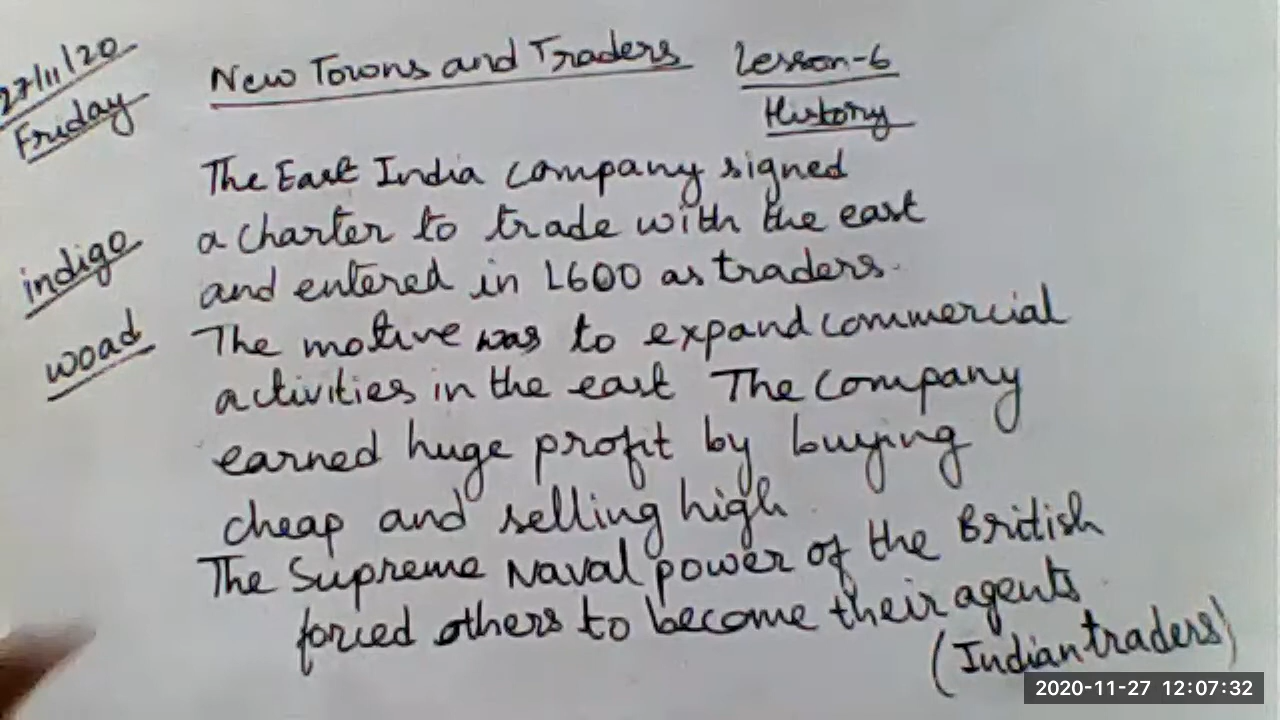 27/11/20
Friday
New Towns and Traders Lesson-6
History
The East India company signed
a charter to trade with the east
and entered in 1600 as traders.
indigo
woad
The motive was to expand commercial
activities in the east The Company
earned huge profit by buying
cheap and selling high
The Supreme Naval power of the British
forced others to become their agents
(Indian traders)
2020-11-27 12:07:32